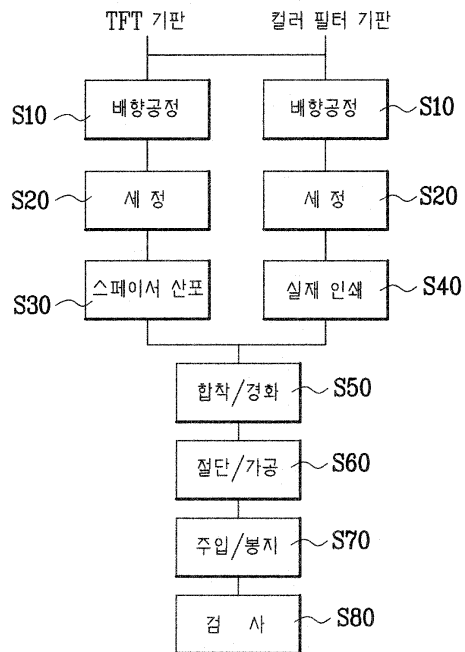 TFT 기판
컬러 필터 기판
S10
배향공정
배향공정
S10
S20
세 정
세 정
S20
S30
스페이서 산포
실재 인쇄
S40
합착/경화
S50
절단/가공
S60
주입/봉지
S70
검 사
S80